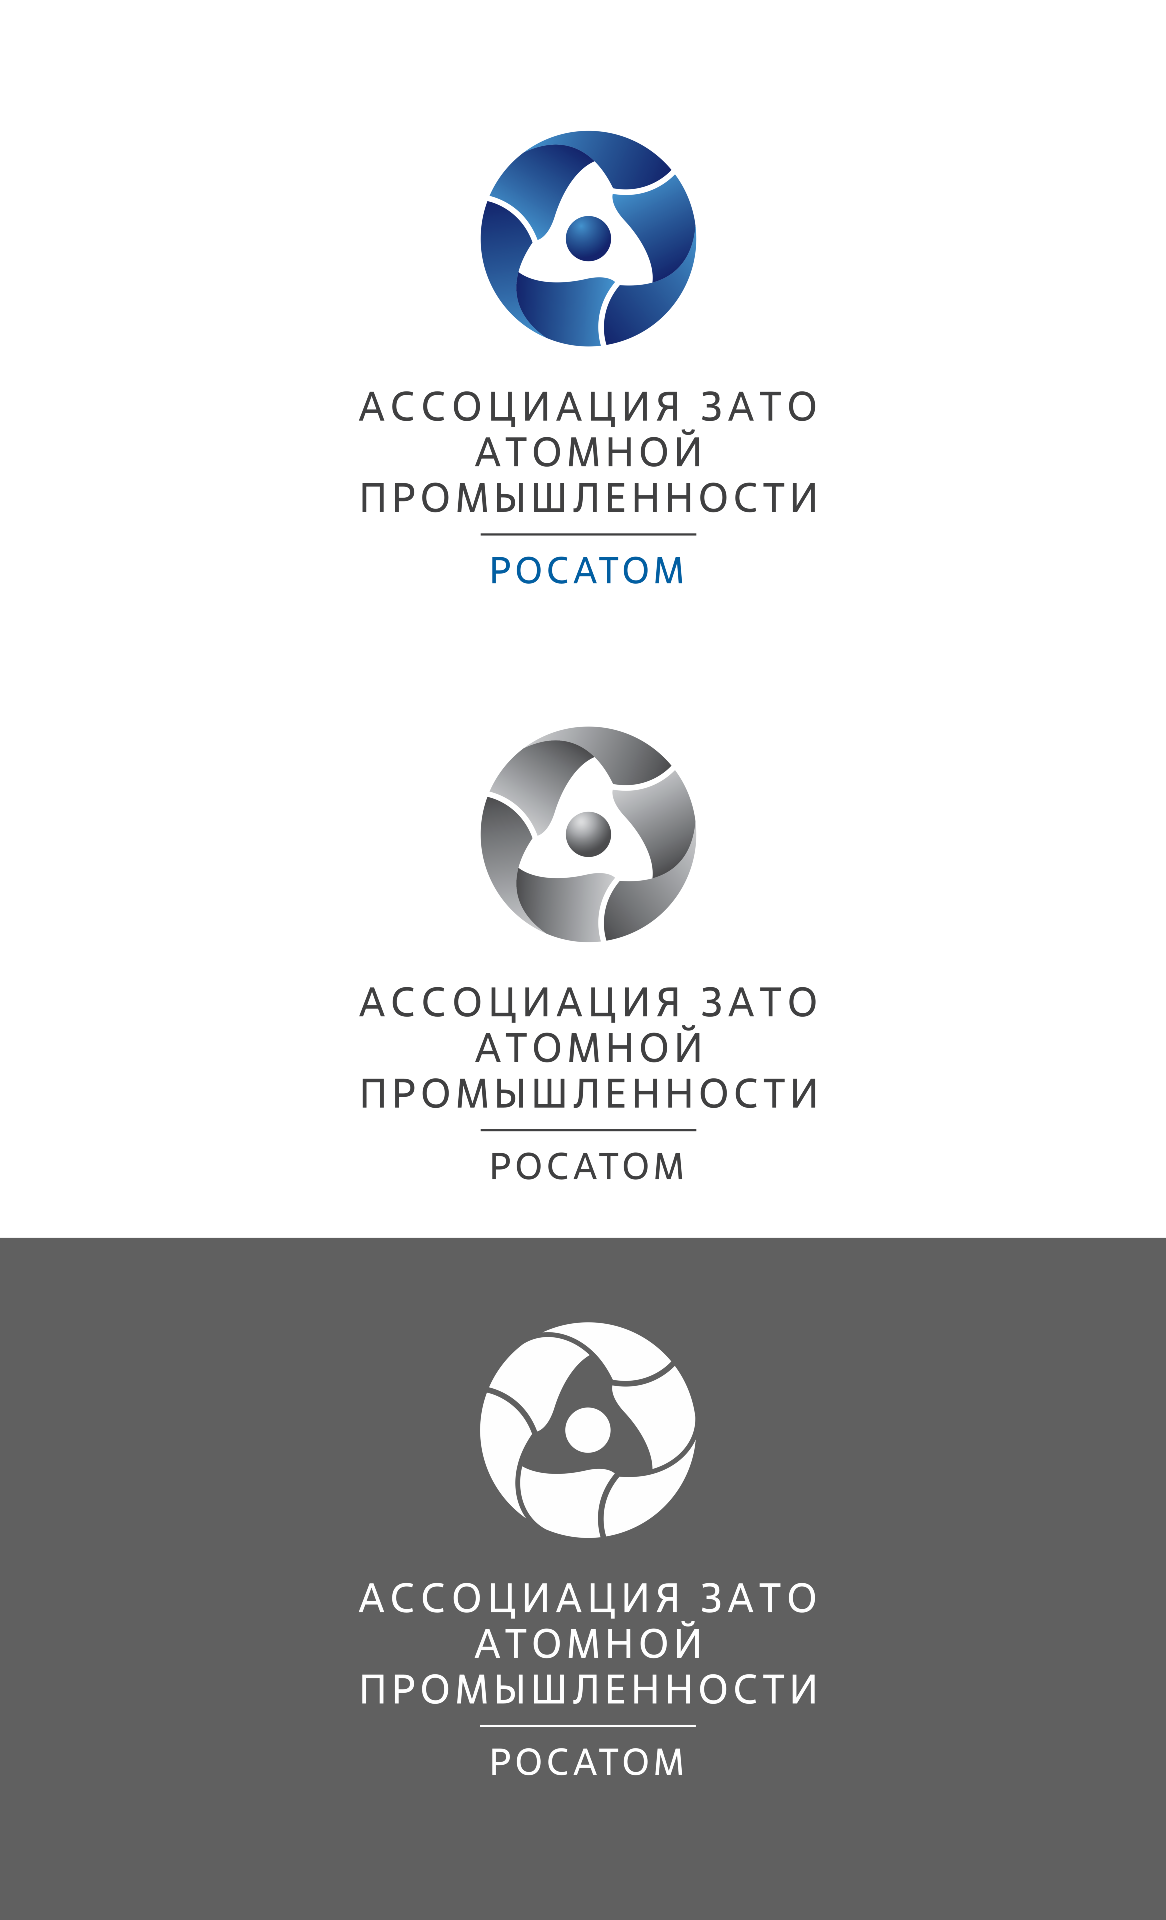 АССОЦИАЦИЯ ЗАТО
АТОМНОЙ
ПРОМЫШЛЕННОСТИ
РОСАТОМ
АССОЦИАЦИЯ ЗАТО
АТОМНОЙ
ПРОМЫШЛЕННОСТИ
РОСАТОМ
АССОЦИАЦИЯ ЗАТО
АТОМНОЙ
ПРОМЫШЛЕННОСТИ
РОСАТОМ